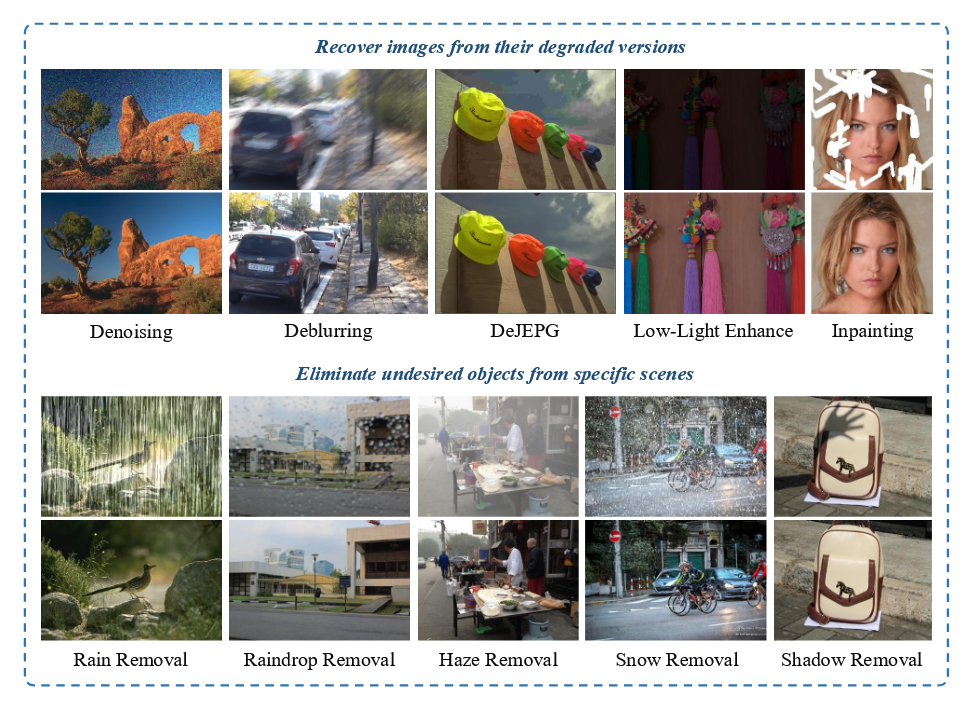 Recover images from their degraded versions
Denoising
Deblurring
DeJEPG
Low-Light Enhance
Inpainting
Eliminate undesired objects from specific scenes
Rain Removal
Raindrop Removal
Haze Removal
Snow Removal
Shadow Removal